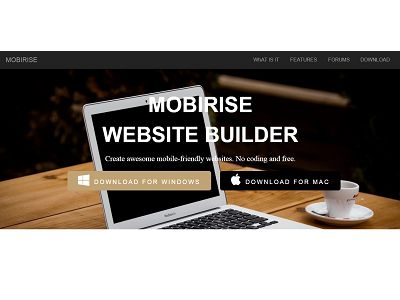 MOBIRISE
WHAT IS IT FEATURES FORUMS DOWNLOAD
MOBIRISE
WEBSITE BUILDER
Create awesome mobile-friendly websites. No coding and free.
DOWNLOAD FOR WINDOWS
DOWNLOAD FOR MAC